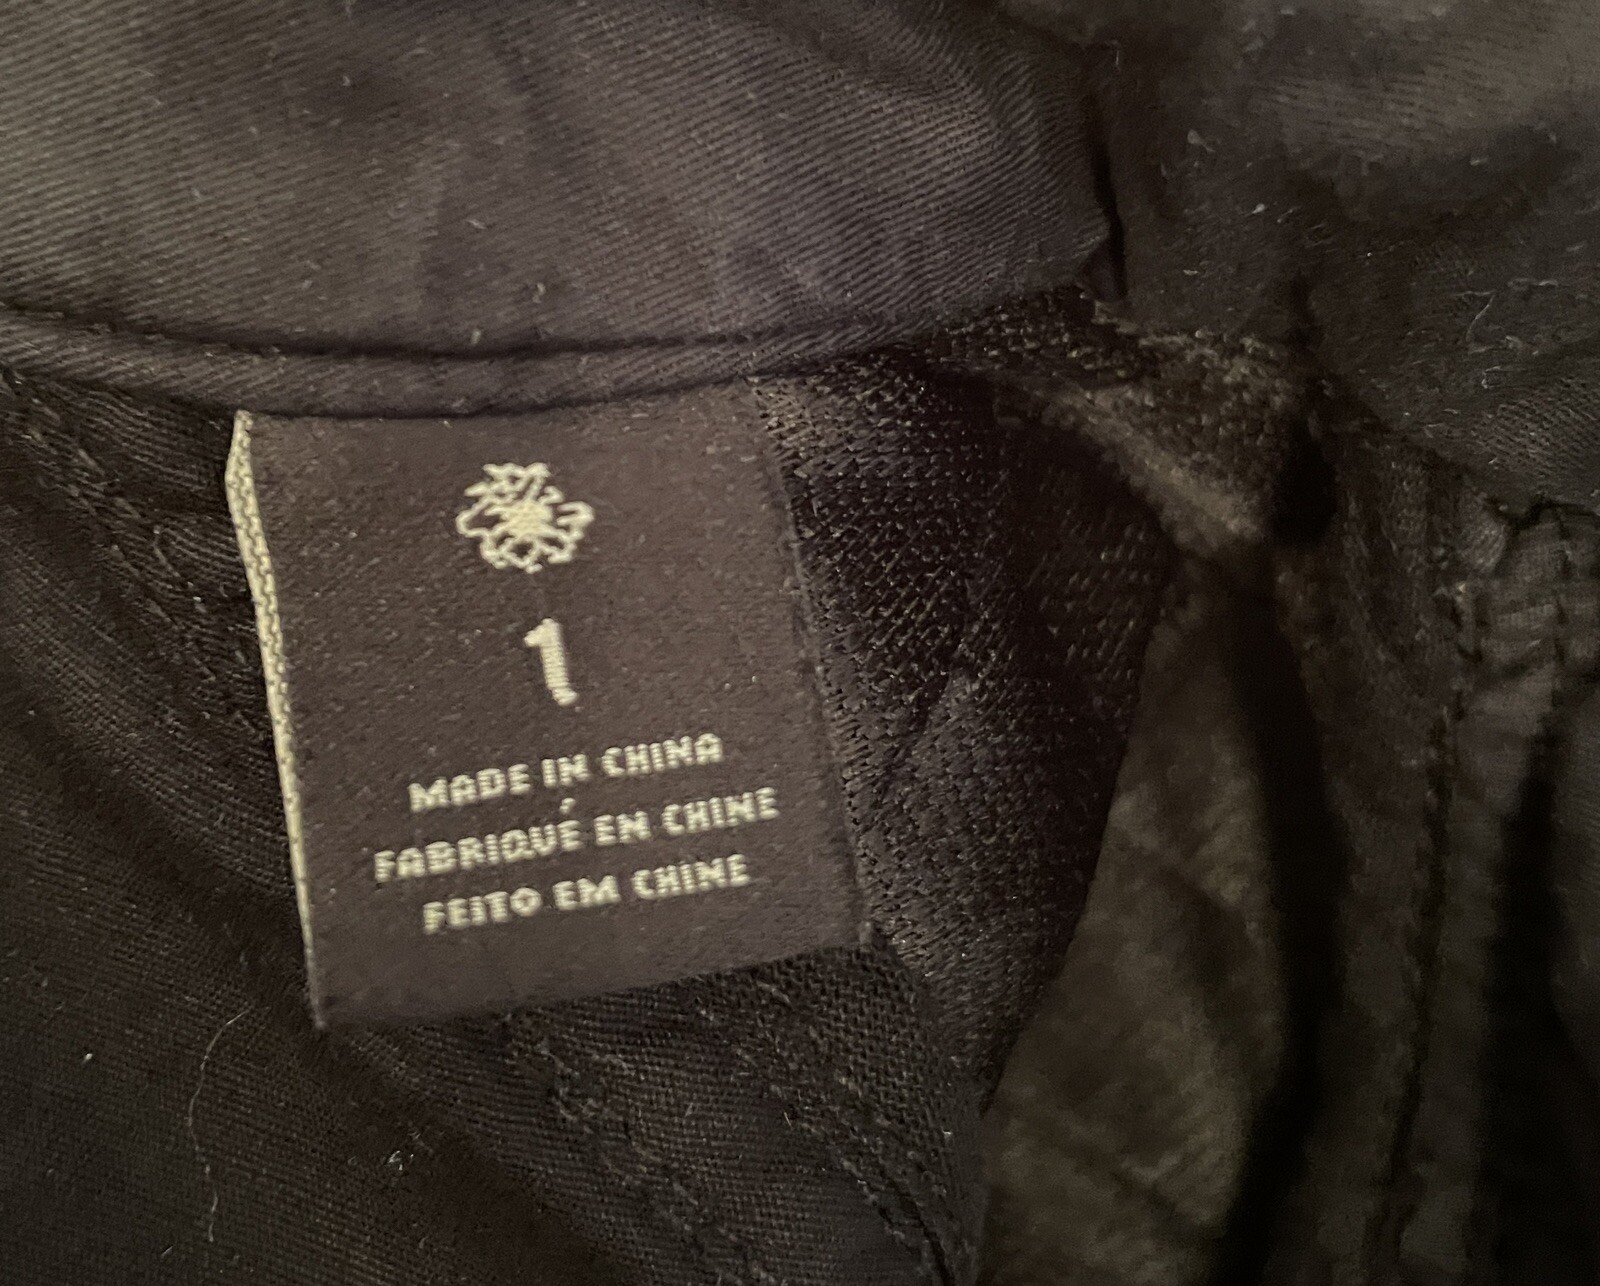 1
MADE IN CHINA
FABRIQUÉ EN CHINE
FEITO EM CHINE